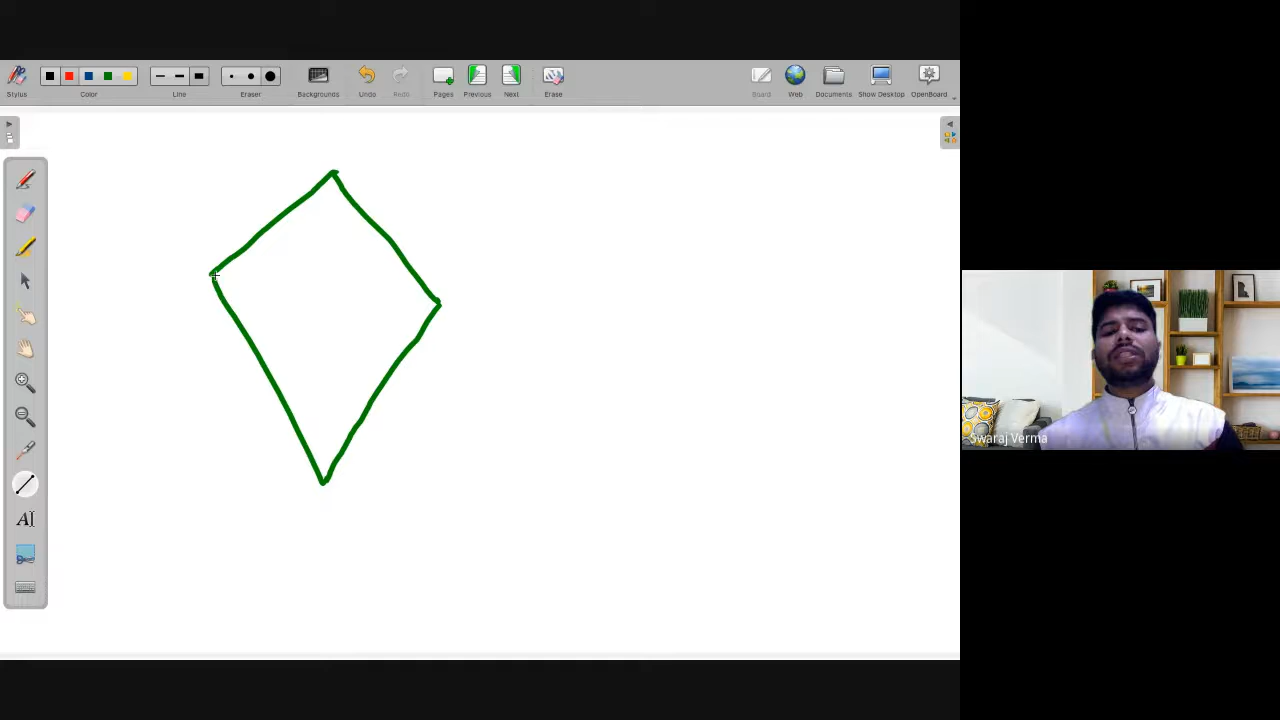 Stylus
Color
Line
Eraser
Backgrounds
Undo
Redo
Pages
Previous
Next
Erase
Board
Web
Documents
Show Desktop
OpenBoard
AI
Swaraj Verma